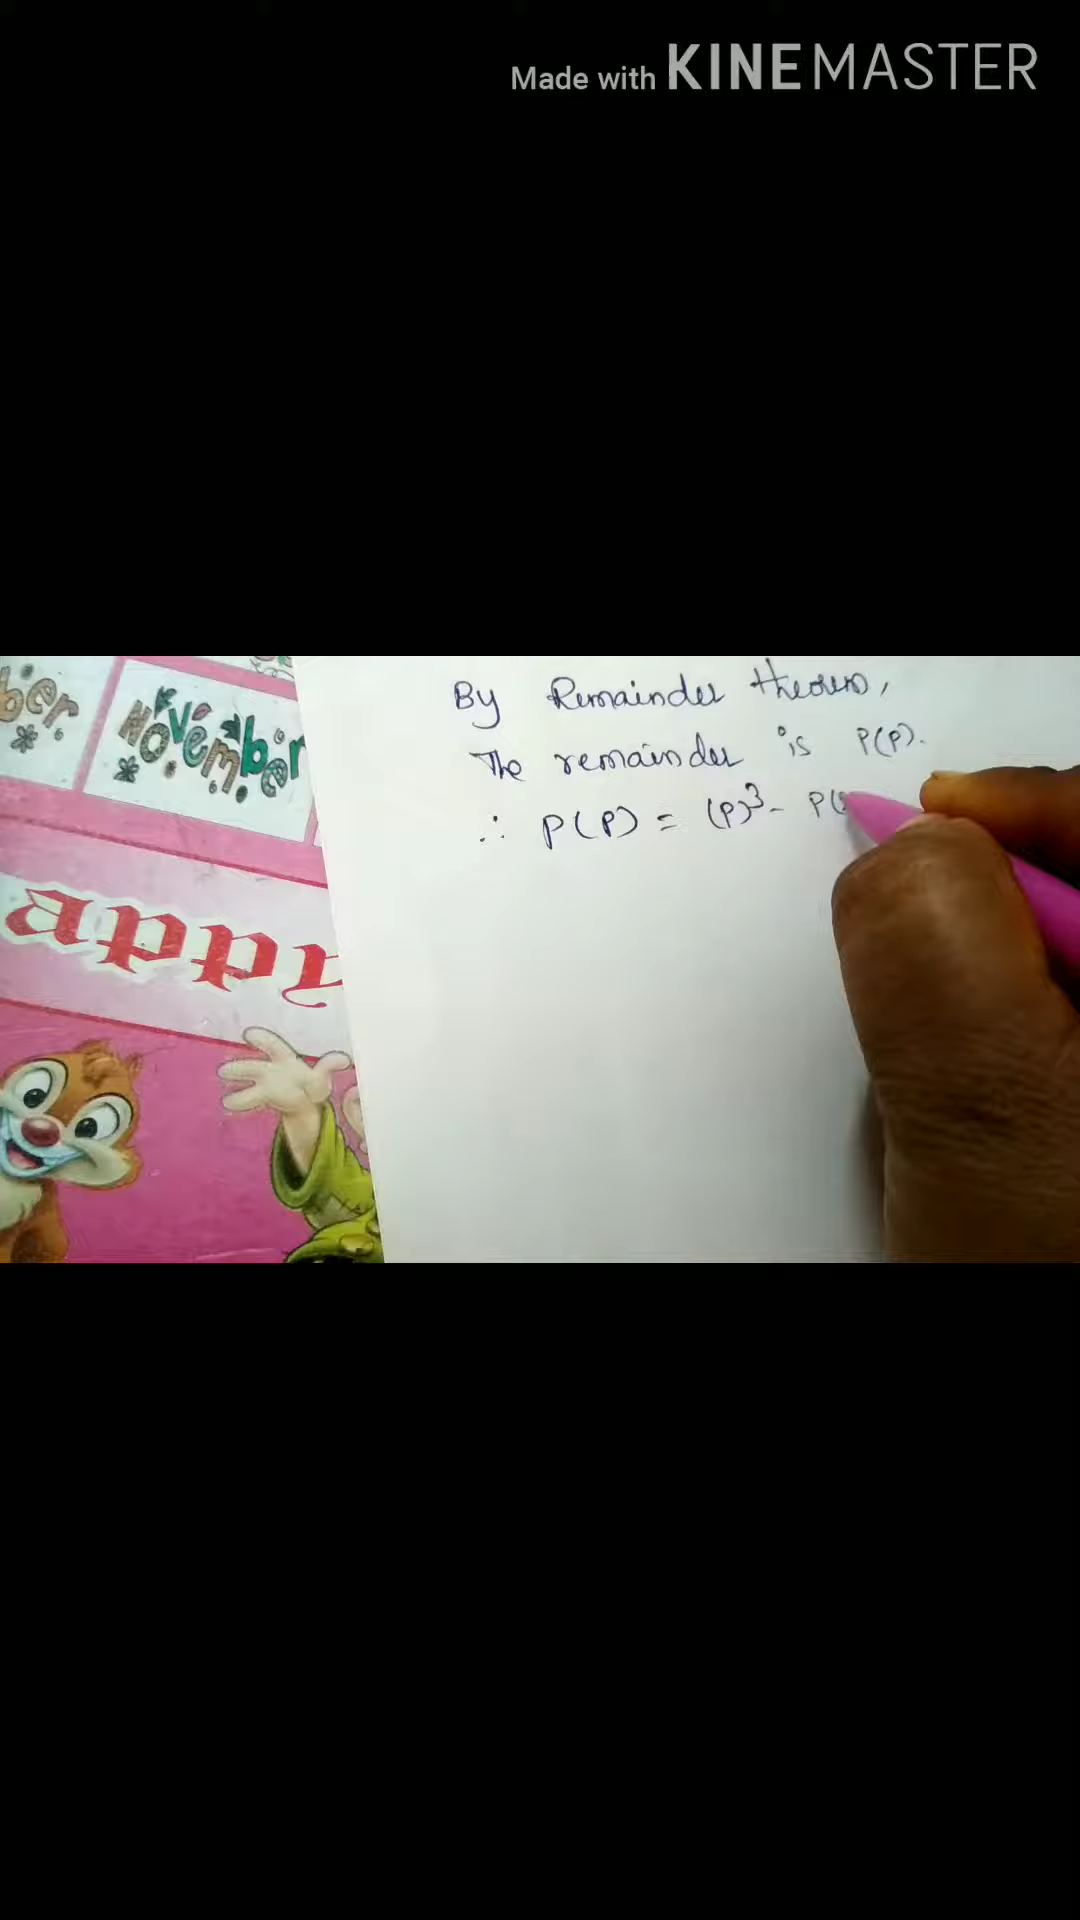 Made with KINEMASTER
ber.
November
By Remainder theorem,
The remainder is P(P).
∴ P(P) = (P)³ - P(